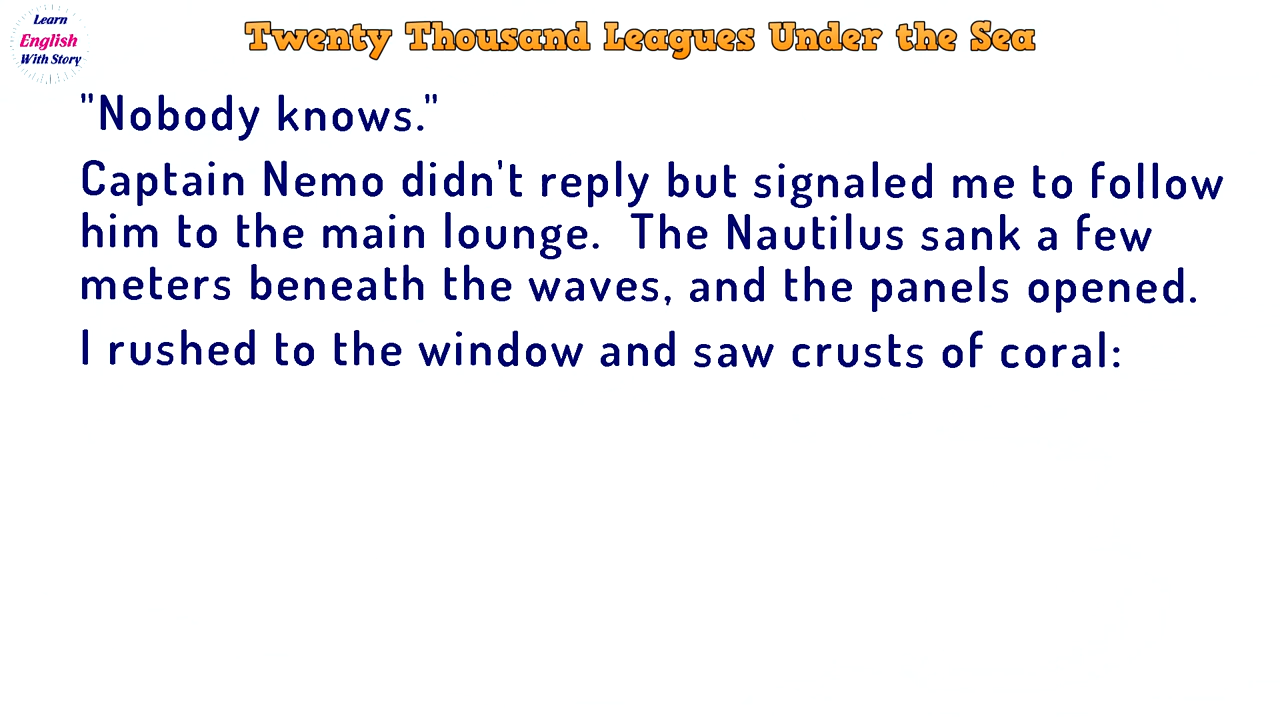 Learn
English
With Story
Twenty Thousand Leagues Under the Sea
"Nobody knows."
Captain Nemo didn't reply but signaled me to follow
him to the main lounge.  The Nautilus sank a few
meters beneath the waves, and the panels opened.
I rushed to the window and saw crusts of coral: